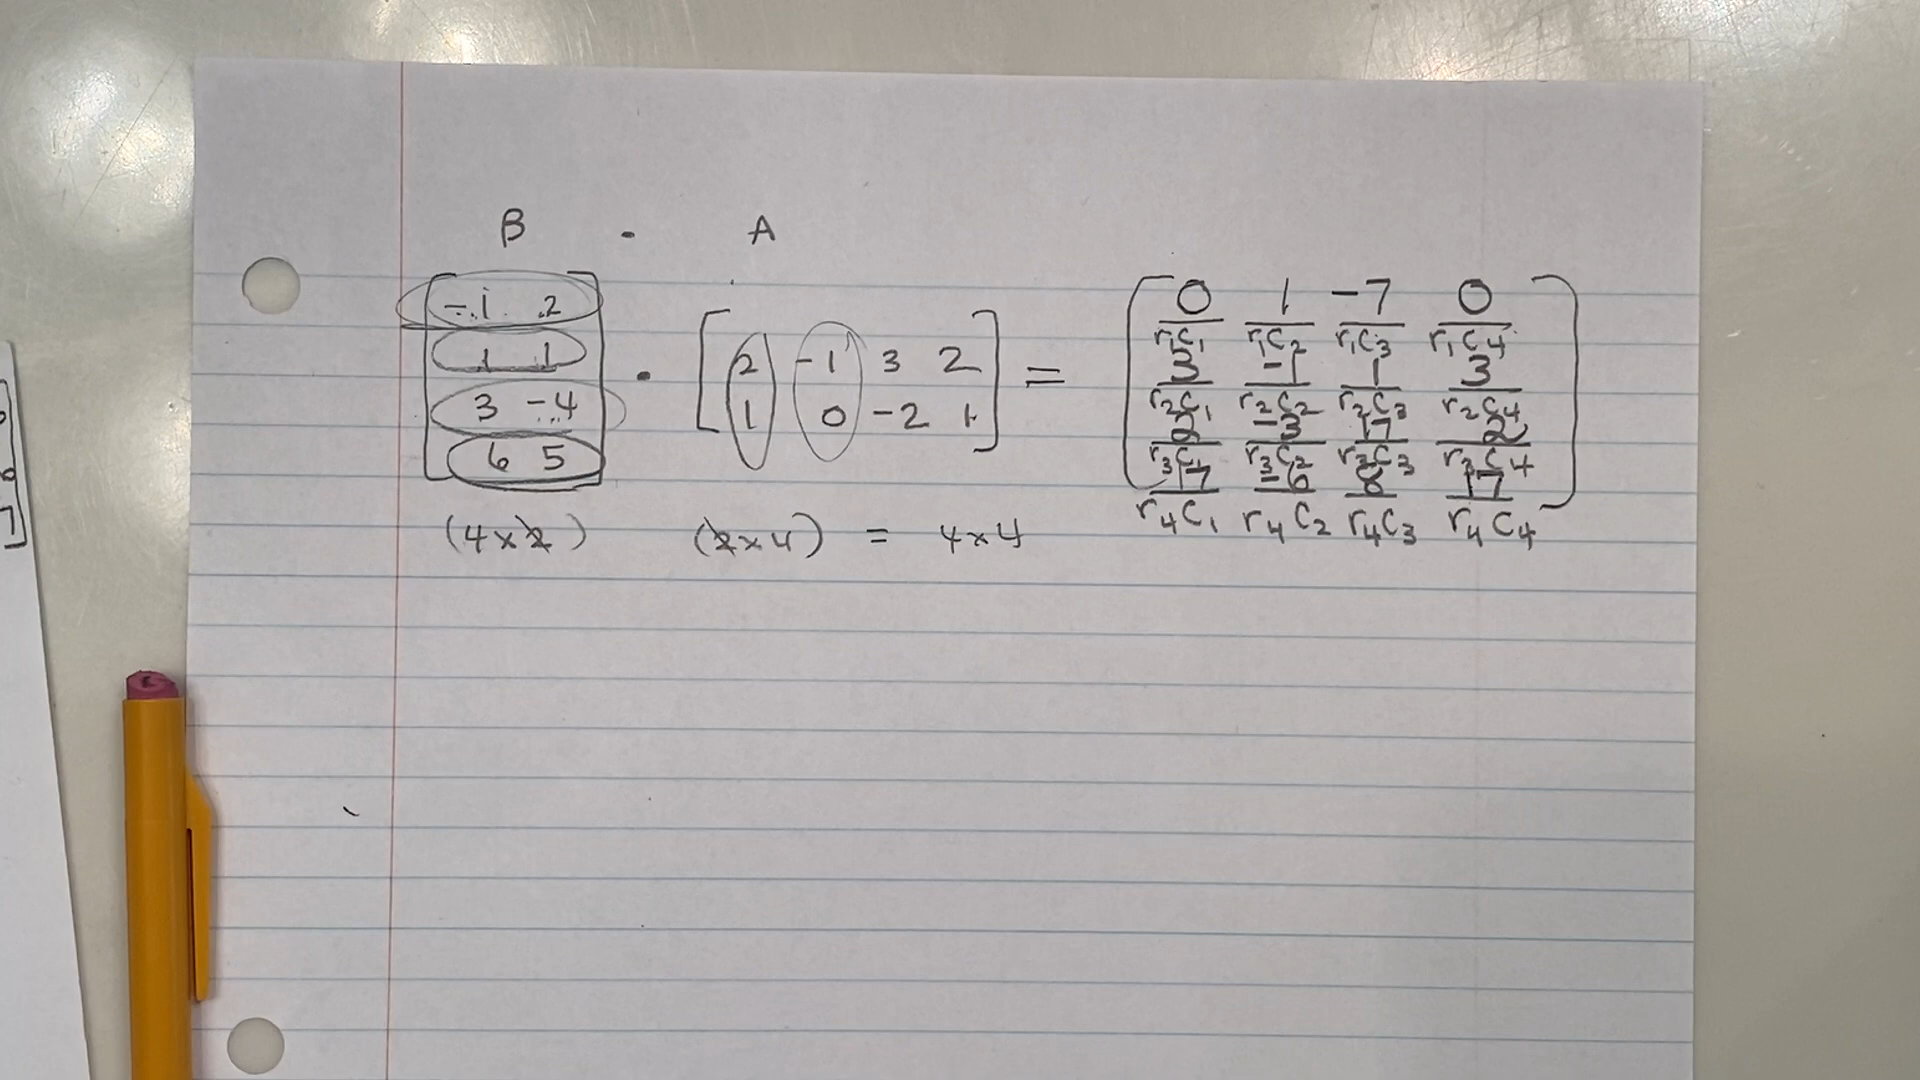 B · A
[-1 2
1 1
3 -4
6 5] · [2 -1 3 2
1 0 -2 1] = [0 1 -7 0
r₁c₁ r₁c₂ r₁c₃ r₁c₄
3 -1 1 3
r₂c₁ r₂c₂ r₂c₃ r₂c₄
2 -3 17 2
r₃c₁ r₃c₂ r₃c₃ r₃c₄
17 -6 8 17
r₄c₁ r₄c₂ r₄c₃ r₄c₄]
(4x2) (2x4) = 4x4